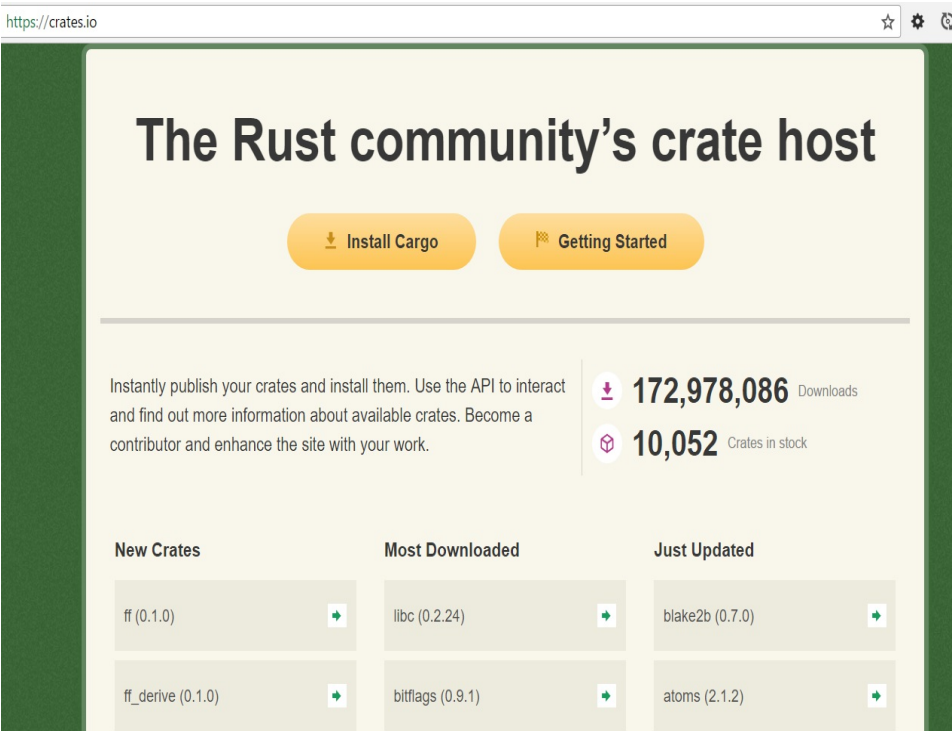 https://crates.io
The Rust community’s crate host
Install Cargo
Getting Started
Instantly publish your crates and install them. Use the API to interact
and find out more information about available crates. Become a
contributor and enhance the site with your work.
172,978,086 Downloads
10,052 Crates in stock
New Crates
ff (0.1.0)
ff_derive (0.1.0)
Most Downloaded
libc (0.2.24)
bitflags (0.9.1)
Just Updated
blake2b (0.7.0)
atoms (2.1.2)